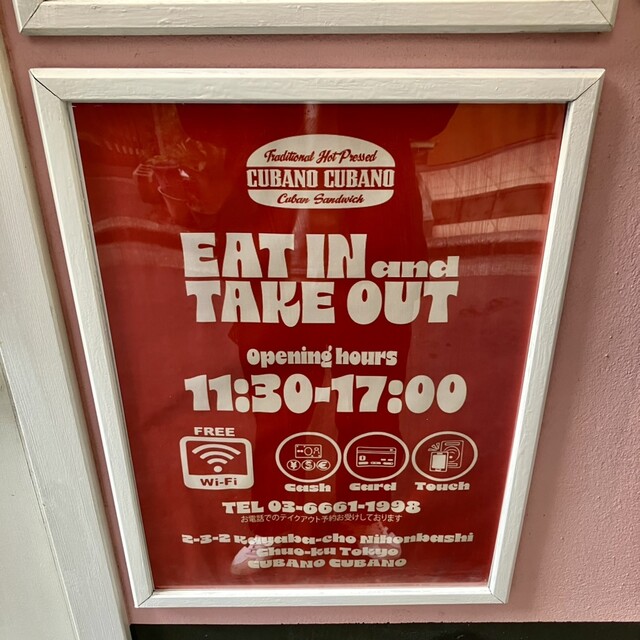 Traditional Hot Pressed
CUBANO CUBANO
Cuban Sandwich
EAT IN and
TAKE OUT
Opening hours
11:30-17:00
FREE
Wi-Fi
Cash
Card
Touch
TEL 03-6661-1998
お電話でのテイクアウト予約お受けしております
2-3-2 Kayaba-cho Nihonbashi
Chuo-ku Tokyo
CUBANO CUBANO